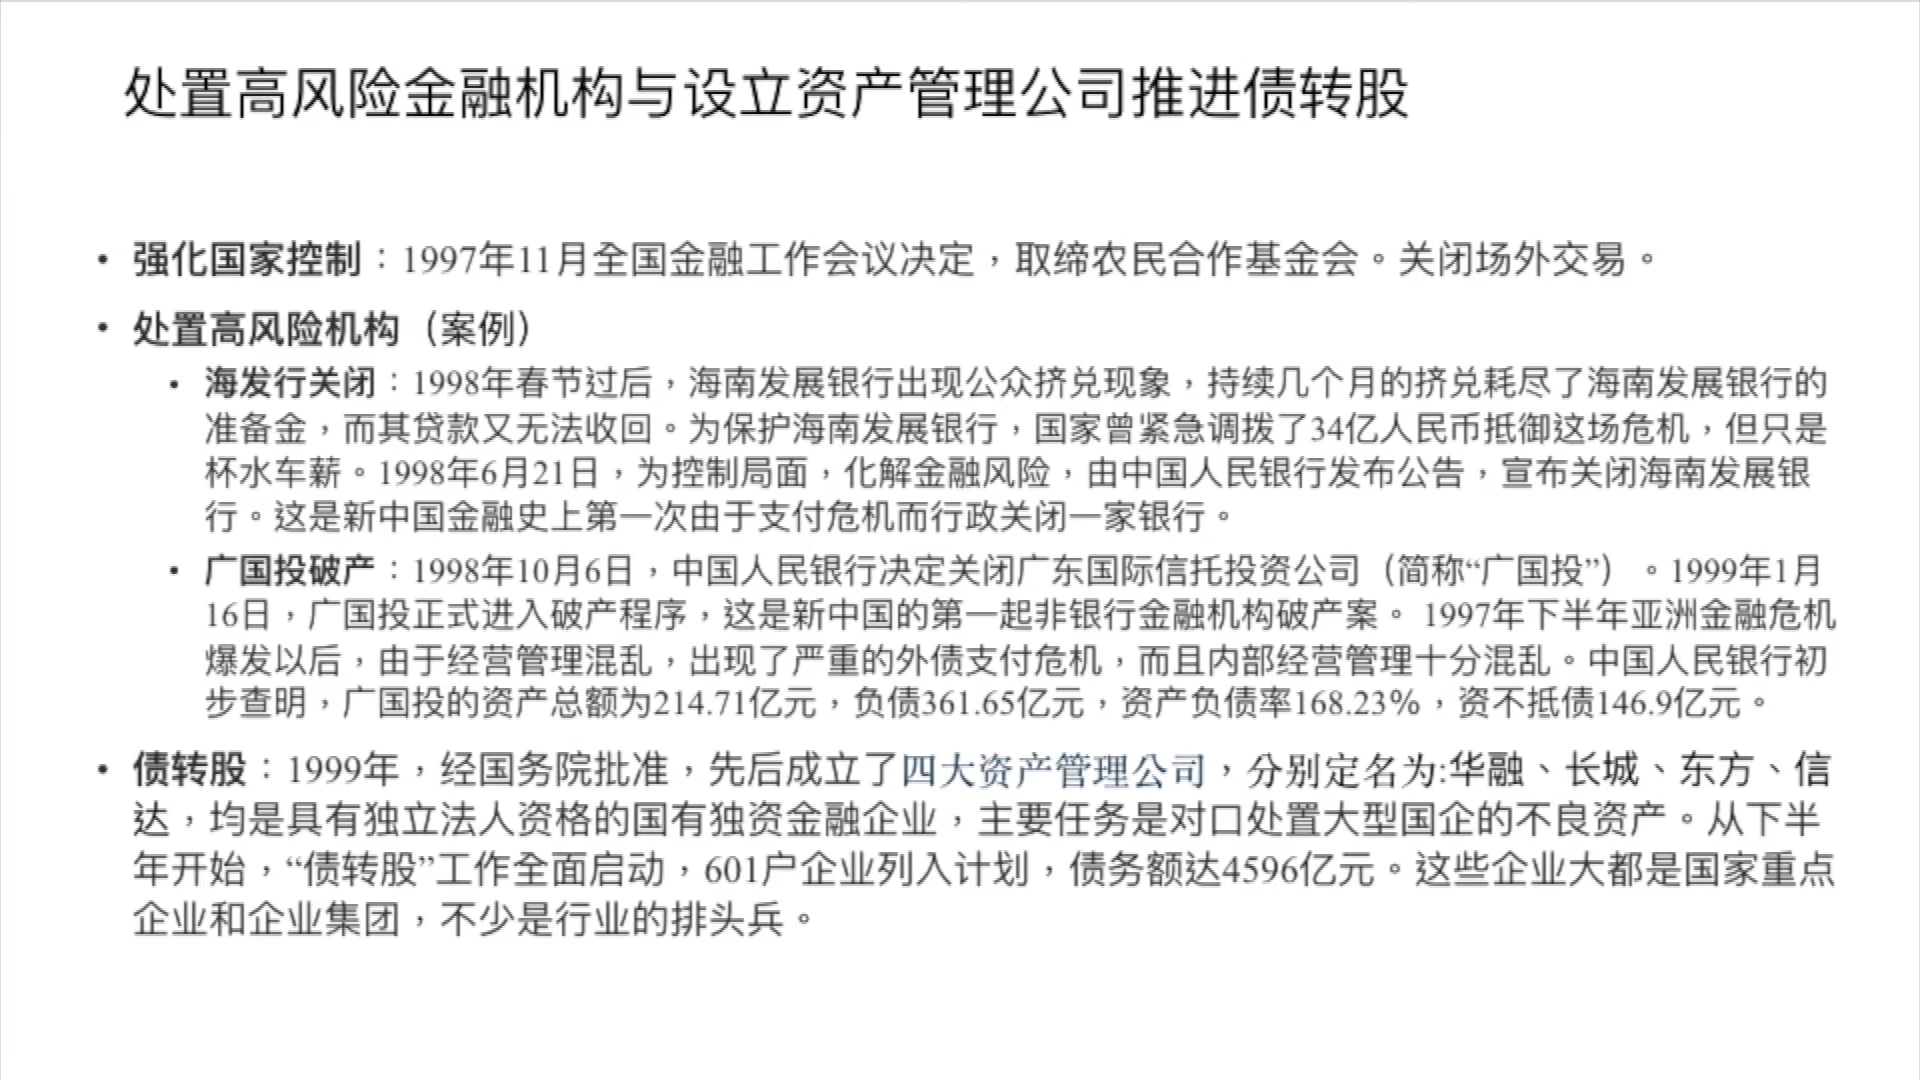 处置高风险金融机构与设立资产管理公司推进债转股
• 强化国家控制：1997年11月全国金融工作会议决定，取缔农民合作基金会。关闭场外交易。
• 处置高风险机构（案例）
• 海发行关闭：1998年春节过后，海南发展银行出现公众挤兑现象，持续几个月的挤兑耗尽了海南发展银行的
准备金，而其贷款又无法收回。为保护海南发展银行，国家曾紧急调拨了34亿人民币抵御这场危机，但只是
杯水车薪。1998年6月21日，为控制局面，化解金融风险，由中国人民银行发布公告，宣布关闭海南发展银
行。这是新中国金融史上第一次由于支付危机而行政关闭一家银行。
• 广国投破产：1998年10月6日，中国人民银行决定关闭广东国际信托投资公司（简称“广国投”）。1999年1月
16日，广国投正式进入破产程序，这是新中国的第一起非银行金融机构破产案。 1997年下半年亚洲金融危机
爆发以后，由于经营管理混乱，出现了严重的外债支付危机，而且内部经营管理十分混乱。中国人民银行初
步查明，广国投的资产总额为214.71亿元，负债361.65亿元，资产负债率168.23%，资不抵债146.9亿元。
• 债转股：1999年，经国务院批准，先后成立了四大资产管理公司，分别定名为:华融、长城、东方、信
达，均是具有独立法人资格的国有独资金融企业，主要任务是对口处置大型国企的不良资产。从下半
年开始，“债转股”工作全面启动，601户企业列入计划，债务额达4596亿元。这些企业大都是国家重点
企业和企业集团，不少是行业的排头兵。